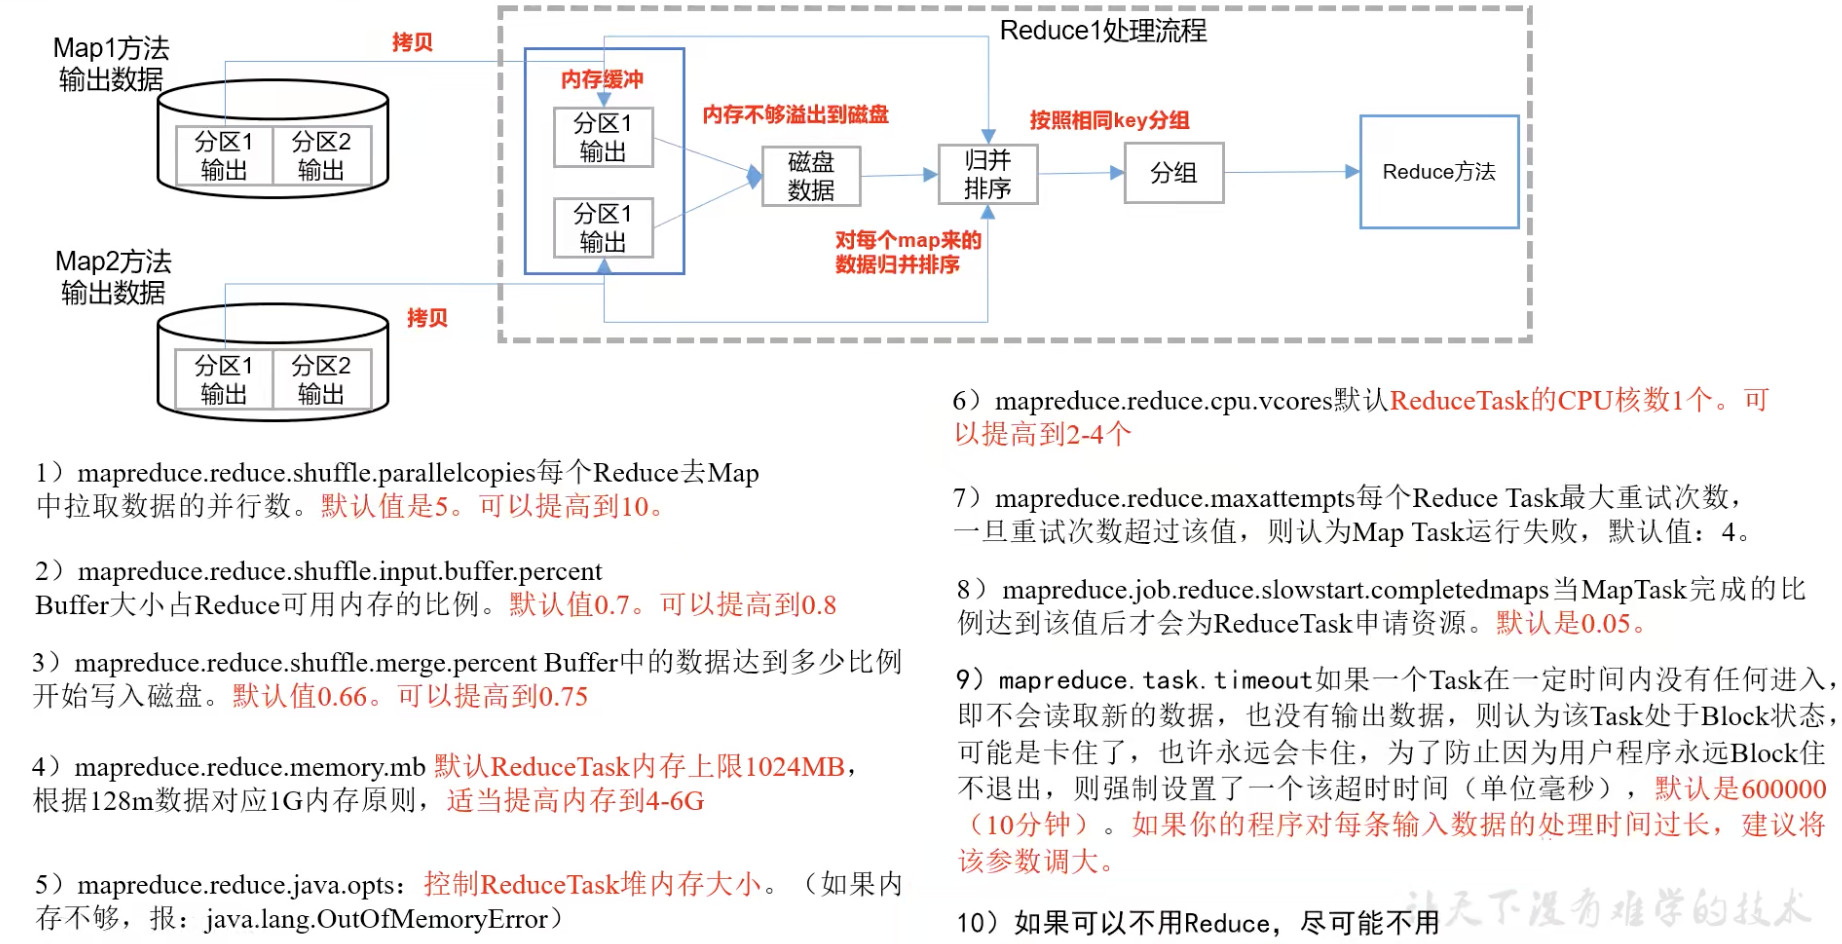 Map1方法
输出数据
拷贝
分区1
输出
分区2
输出
Map2方法
输出数据
拷贝
分区1
输出
分区2
输出
Reduce1处理流程
内存缓冲
分区1
输出
分区1
输出
内存不够溢出到磁盘
磁盘
数据
归并
排序
对每个map来的
数据归并排序
按照相同key分组
分组
Reduce方法
1）mapreduce.reduce.shuffle.parallelcopies每个Reduce去Map
中拉取数据的并行数。默认值是5。可以提高到10。
2）mapreduce.reduce.shuffle.input.buffer.percent
Buffer大小占Reduce可用内存的比例。默认值0.7。可以提高到0.8
3）mapreduce.reduce.shuffle.merge.percent Buffer中的数据达到多少比例
开始写入磁盘。默认值0.66。可以提高到0.75
4）mapreduce.reduce.memory.mb 默认ReduceTask内存上限1024MB，
根据128m数据对应1G内存原则，适当提高内存到4-6G
5）mapreduce.reduce.java.opts：控制ReduceTask堆内存大小。（如果内
存不够，报：java.lang.OutOfMemoryError）
6）mapreduce.reduce.cpu.vcores默认ReduceTask的CPU核数1个。可
以提高到2-4个
7）mapreduce.reduce.maxattempts每个Reduce Task最大重试次数，
一旦重试次数超过该值，则认为Map Task运行失败，默认值：4。
8）mapreduce.job.reduce.slowstart.completedmaps当MapTask完成的比
例达到该值后才会为ReduceTask申请资源。默认是0.05。
9）mapreduce.task.timeout如果一个Task在一定时间内没有任何进入，
即不会读取新的数据，也没有输出数据，则认为该Task处于Block状态，
可能是卡住了，也许永远会卡住，为了防止因为用户程序永远Block住
不退出，则强制设置了一个该超时时间（单位毫秒），默认是600000
（10分钟）。如果你的程序对每条输入数据的处理时间过长，建议将
该参数调大。
10）如果可以不用Reduce，尽可能不用
让天下没有难学的技术